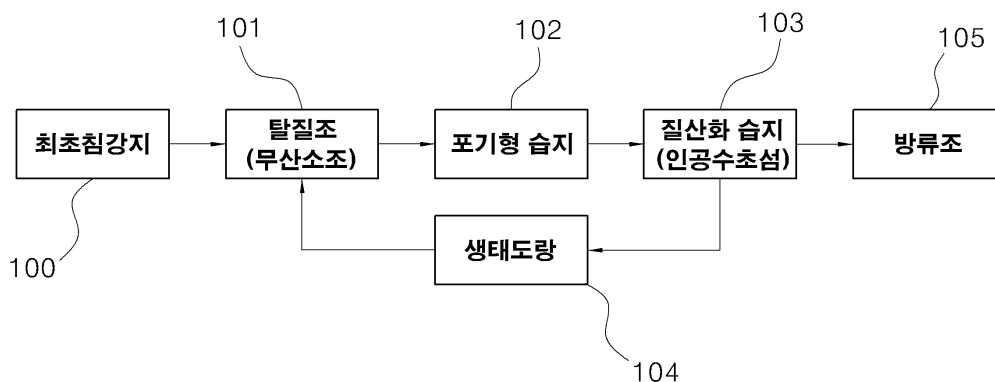 101
102
103
105
최초침강지
탈질조
(무산소조)
포기형 습지
질산화 습지
(인공수초섬)
방류조
생태도랑
100
104